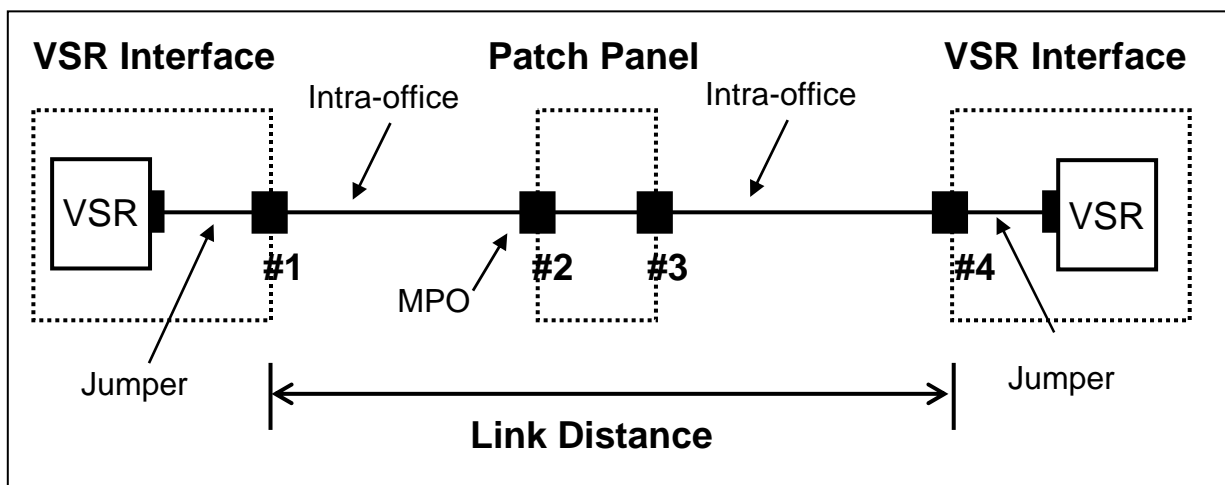 VSR Interface
Patch Panel
VSR Interface
Intra-office
Intra-office
VSR
VSR
#1
#2
#3
#4
MPO
Jumper
Jumper
Link Distance